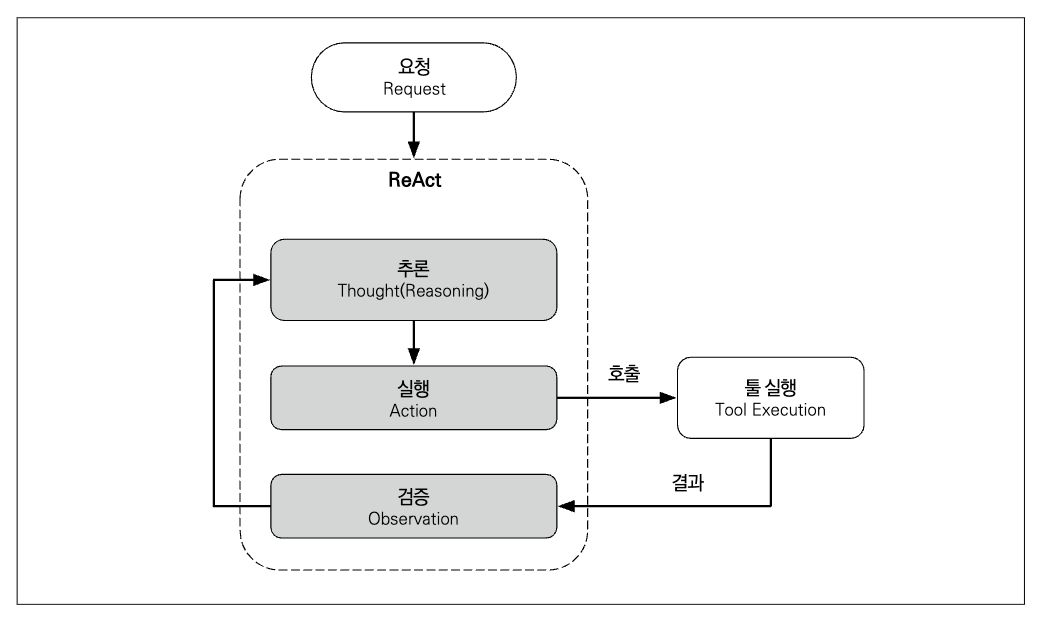 요청
Request
ReAct
추론
Thought(Reasoning)
실행
Action
호출
툴 실행
Tool Execution
결과
검증
Observation